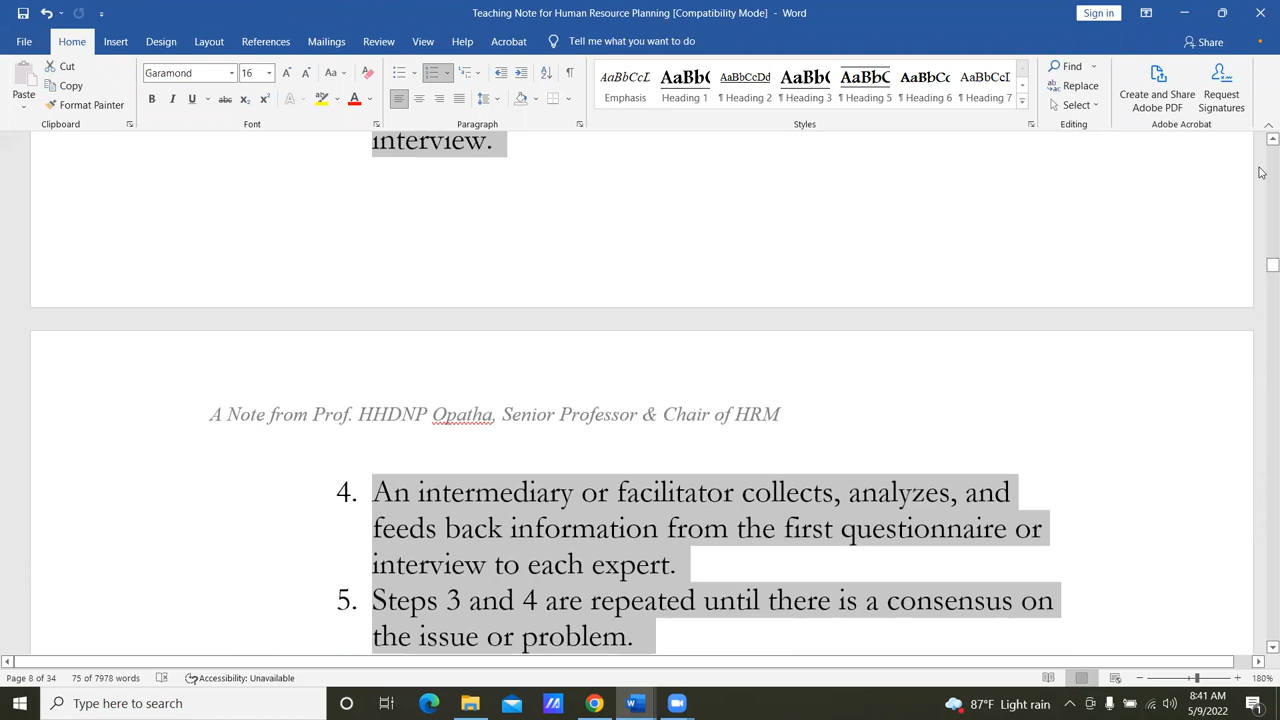 Teaching Note for Human Resource Planning [Compatibility Mode] - Word
Sign in
File Home Insert Design Layout References Mailings Review View Help Acrobat Tell me what you want to do Share
Paste
Cut
Copy
Format Painter
Clipboard
Garamond 16
Font
Paragraph
AaBbCcL AaBb( AaBbCcDd AaBb( AaBbC AaBbCc AaBbCcD
Emphasis Heading 1 ¶ Heading 2 Heading 3 ¶ Heading 5 ¶ Heading 6 ¶ Heading 7
Styles
Find
Replace
Select
Editing
Create and Share Adobe PDF
Request Signatures
Adobe Acrobat
interview.
A Note from Prof. HHDNP Opatha, Senior Professor & Chair of HRM
4. An intermediary or facilitator collects, analyzes, and
feeds back information from the first questionnaire or
interview to each expert.
5. Steps 3 and 4 are repeated until there is a consensus on
the issue or problem.
Page 8 of 34 75 of 7978 words Accessibility: Unavailable 180%
Type here to search
87°F Light rain
8:41 AM
5/9/2022